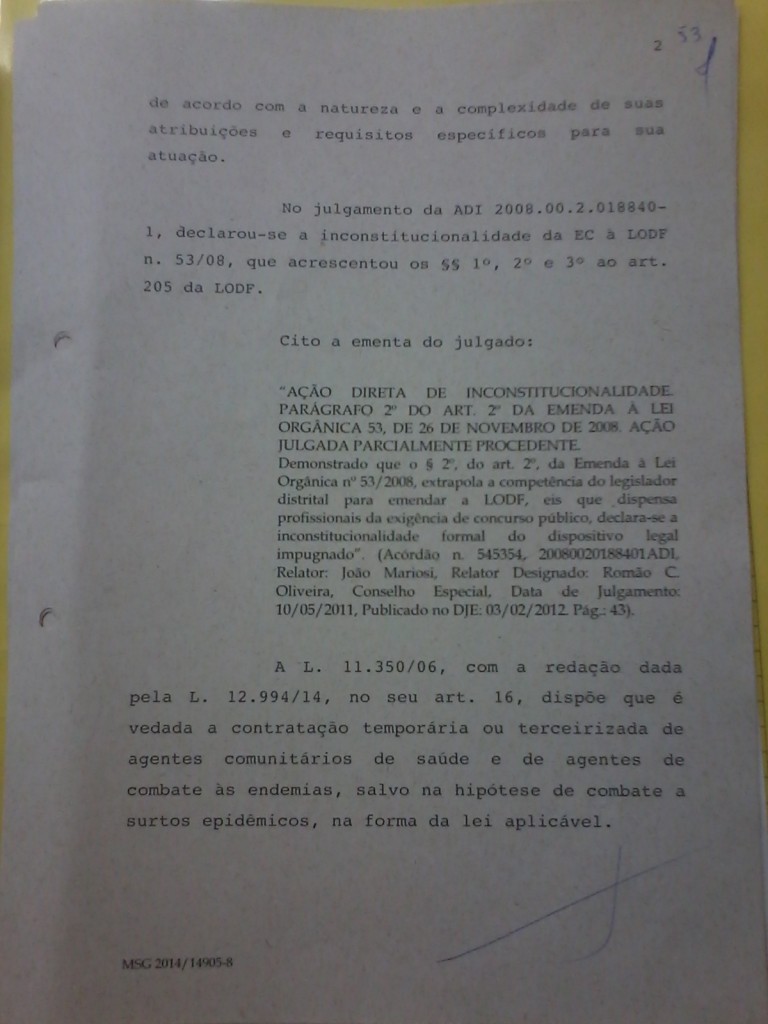 2 53
de acordo com a natureza e a complexidade de suas
atribuições e requisitos específicos para sua
atuação.
No julgamento da ADI 2008.00.2.018840-
1, declarou-se a inconstitucionalidade da EC à LODF
n. 53/08, que acrescentou os §§ 1º, 2º e 3º ao art.
205 da LODF.
Cito a ementa do julgado:
"AÇÃO DIRETA DE INCONSTITUCIONALIDADE.
PARÁGRAFO 2º DO ART. 2º DA EMENDA À LEI
ORGÂNICA 53, DE 26 DE NOVEMBRO DE 2008. AÇÃO
JULGADA PARCIALMENTE PROCEDENTE.
Demonstrado que o § 2º, do art. 2º, da Emenda à Lei
Orgânica nº 53/2008, extrapola a competência do legislador
distrital para emendar a LODF, eis que dispensa
profissionais da exigência de concurso público, declara-se a
inconstitucionalidade formal do dispositivo legal
impugnado". (Acórdão n. 545354, 20080020188401ADI,
Relator: João Mariosi, Relator Designado: Romão C.
Oliveira, Conselho Especial, Data de Julgamento:
10/05/2011, Publicado no DJE: 03/02/2012. Pág.: 43).
A L. 11.350/06, com a redação dada
pela L. 12.994/14, no seu art. 16, dispõe que é
vedada a contratação temporária ou terceirizada de
agentes comunitários de saúde e de agentes de
combate às endemias, salvo na hipótese de combate a
surtos epidêmicos, na forma da lei aplicável.
MSG 2014/14905-8